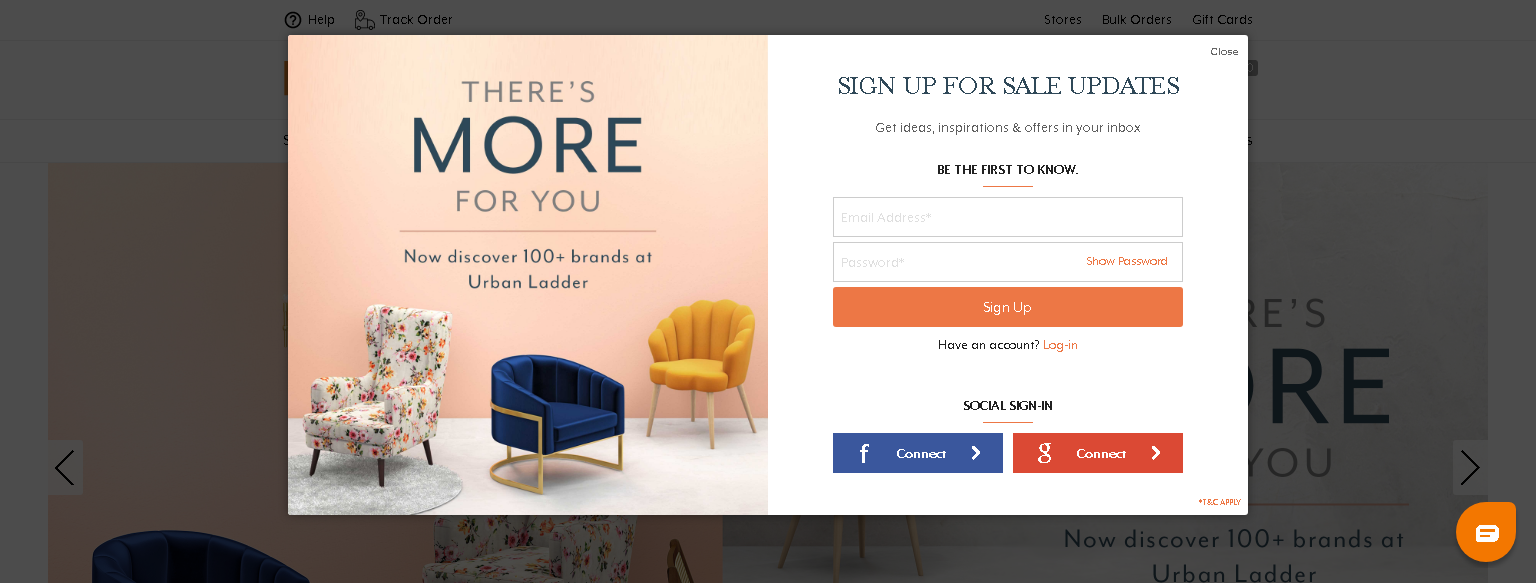 Help
Track Order
Stores
Bulk Orders
Gift Cards
THERE'S
MORE
FOR YOU
Now discover 100+ brands at
Urban Ladder
Close
SIGN UP FOR SALE UPDATES
Get ideas, inspirations & offers in your inbox
BE THE FIRST TO KNOW.
Email Address*
Password*
Show Password
Sign Up
Have an account? Log-in
SOCIAL SIGN-IN
f Connect
g Connect
*T&C APPLY
RE'S
ORE
YOU
Now discover 100+ brands at
Urban Ladder